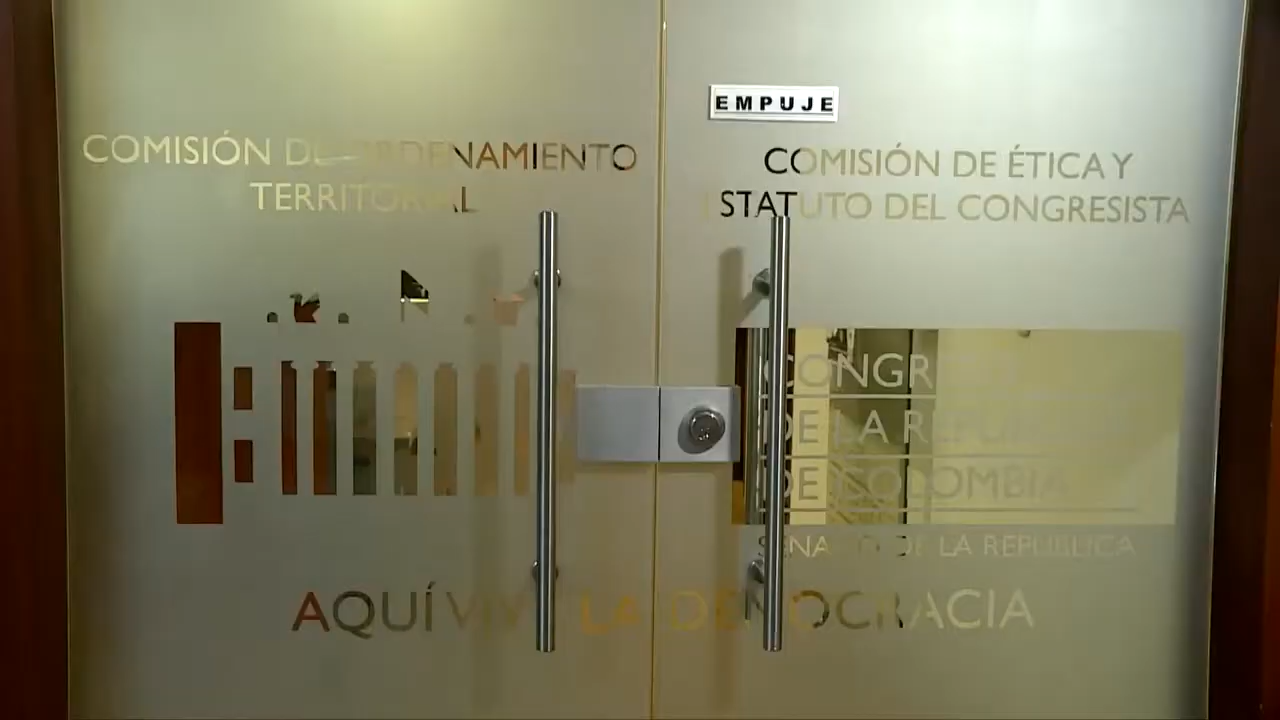 COMISIÓN DE ORDENAMIENTO
TERRITORIAL
EMPUJE
COMISIÓN DE ÉTICA Y
ESTATUTO DEL CONGRESISTA
CONGRESO
DE LA REPÚBLICA
DE COLOMBIA
SENADO DE LA REPÚBLICA
AQUÍ VIVE LA DEMOCRACIA